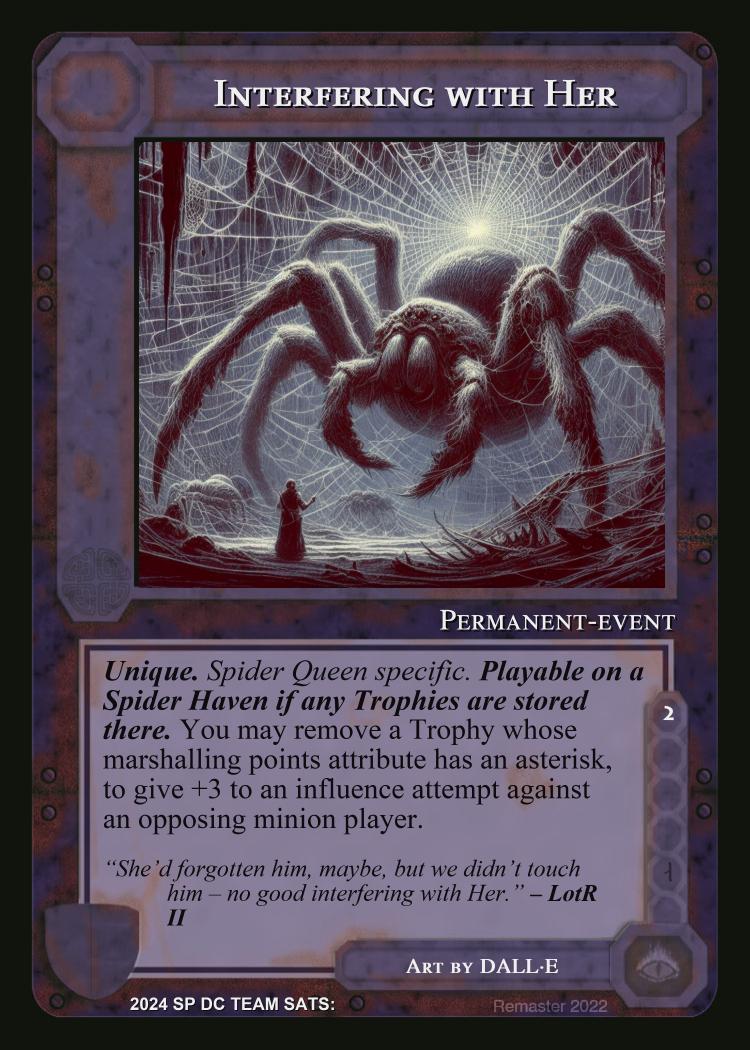 Interfering with Her
Permanent-event
Unique. Spider Queen specific. Playable on a
Spider Haven if any Trophies are stored
there. You may remove a Trophy whose
marshalling points attribute has an asterisk,
to give +3 to an influence attempt against
an opposing minion player.
2
“She’d forgotten him, maybe, but we didn’t touch
him – no good interfering with Her.” – LotR
II
Art by DALL·E
2024 SP DC TEAM SATS:
Remaster 2022